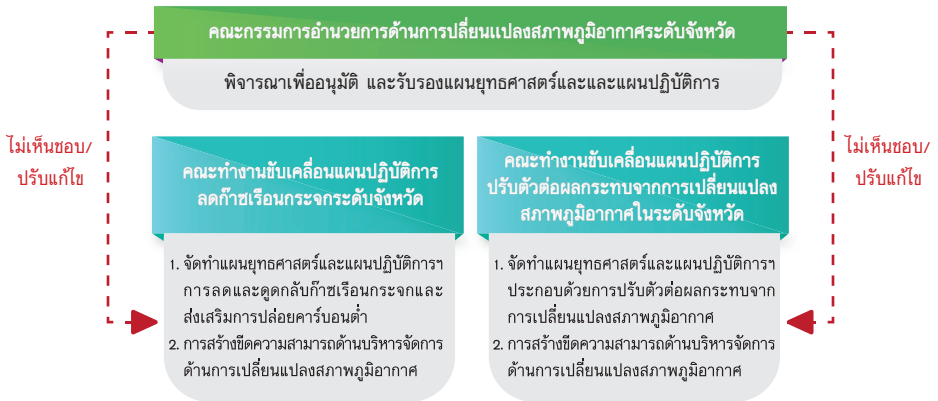 คณะกรรมการอำนวยการด้านการเปลี่ยนแปลงสภาพภูมิอากาศระดับจังหวัด
พิจารณาเพื่ออนุมัติ และรับรองแผนยุทธศาสตร์และและแผนปฏิบัติการ
ไม่เห็นชอบ/
ปรับแก้ไข
คณะทำงานขับเคลื่อนแผนปฏิบัติการ
ลดก๊าซเรือนกระจกระดับจังหวัด
1. จัดทำแผนยุทธศาสตร์และแผนปฏิบัติการฯ
การลดและดูดกลับก๊าซเรือนกระจกและ
ส่งเสริมการปล่อยคาร์บอนต่ำ
2. การสร้างขีดความสามารถด้านบริหารจัดการ
ด้านการเปลี่ยนแปลงสภาพภูมิอากาศ
คณะทำงานขับเคลื่อนแผนปฏิบัติการ
ปรับตัวต่อผลกระทบจากการเปลี่ยนแปลง
สภาพภูมิอากาศในระดับจังหวัด
1. จัดทำแผนยุทธศาสตร์และแผนปฏิบัติการฯ
ประกอบด้วยการปรับตัวต่อผลกระทบจาก
การเปลี่ยนแปลงสภาพภูมิอากาศ
2. การสร้างขีดความสามารถด้านบริหารจัดการ
ด้านการเปลี่ยนแปลงสภาพภูมิอากาศ
ไม่เห็นชอบ/
ปรับแก้ไข